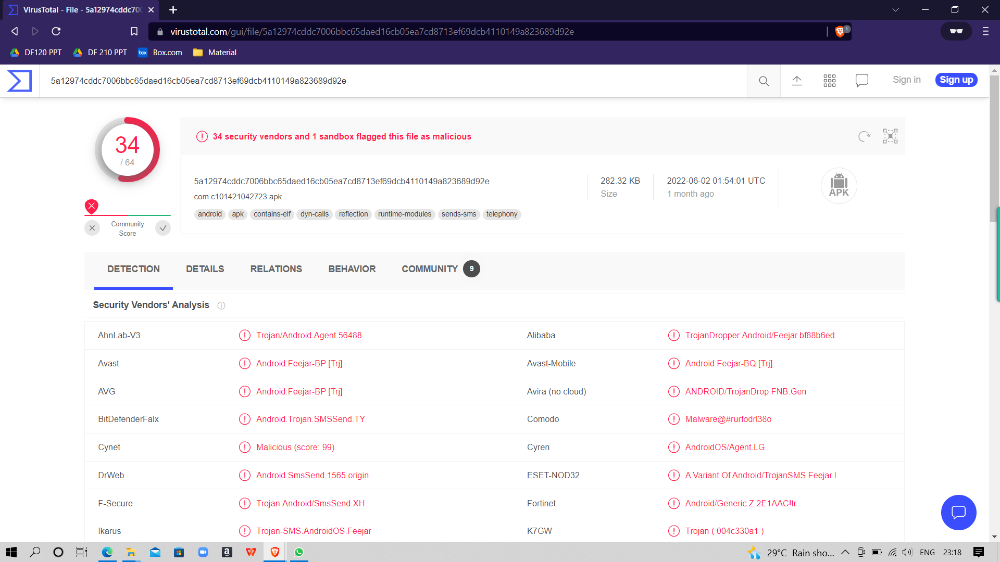 VirusTotal - File - 5a12974cddc700
virustotal.com/gui/file/5a12974cddc7006bbc65daed16cb05ea7cd8713ef69dcb4110149a823689d92e
1
DF120 PPT
DF 210 PPT
box
Box.com
Material
5a12974cddc7006bbc65daed16cb05ea7cd8713ef69dcb4110149a823689d92e
Sign in
Sign up
34
/ 64
34 security vendors and 1 sandbox flagged this file as malicious
5a12974cddc7006bbc65daed16cb05ea7cd8713ef69dcb4110149a823689d92e
com.c101421042723.apk
android
apk
contains-elf
dyn-calls
reflection
runtime-modules
sends-sms
telephony
282.32 KB
Size
2022-06-02 01:54:01 UTC
1 month ago
APK
Community
Score
DETECTION
DETAILS
RELATIONS
BEHAVIOR
COMMUNITY
9
Security Vendors' Analysis
AhnLab-V3
Trojan/Android.Agent.56488
Alibaba
TrojanDropper:Android/Feejar.bf88b6ed
Avast
Android:Feejar-BP [Trj]
Avast-Mobile
Android:Feejar-BQ [Trj]
AVG
Android:Feejar-BP [Trj]
Avira (no cloud)
ANDROID/TrojanDrop.FNB.Gen
BitDefenderFalx
Android.Trojan.SMSSend.TY
Comodo
Malware@#rurfodrl38o
Cynet
Malicious (score: 99)
Cyren
AndroidOS/Agent.LG
DrWeb
Android.SmsSend.1565.origin
ESET-NOD32
A Variant Of Android/TrojanSMS.Feejar.I
F-Secure
Trojan:Android/SmsSend.XH
Fortinet
Android/Generic.Z.2E1AAC!tr
Ikarus
Trojan-SMS.AndroidOS.Feejar
K7GW
Trojan ( 004c330a1 )
29°C Rain sho...
ENG
23:18